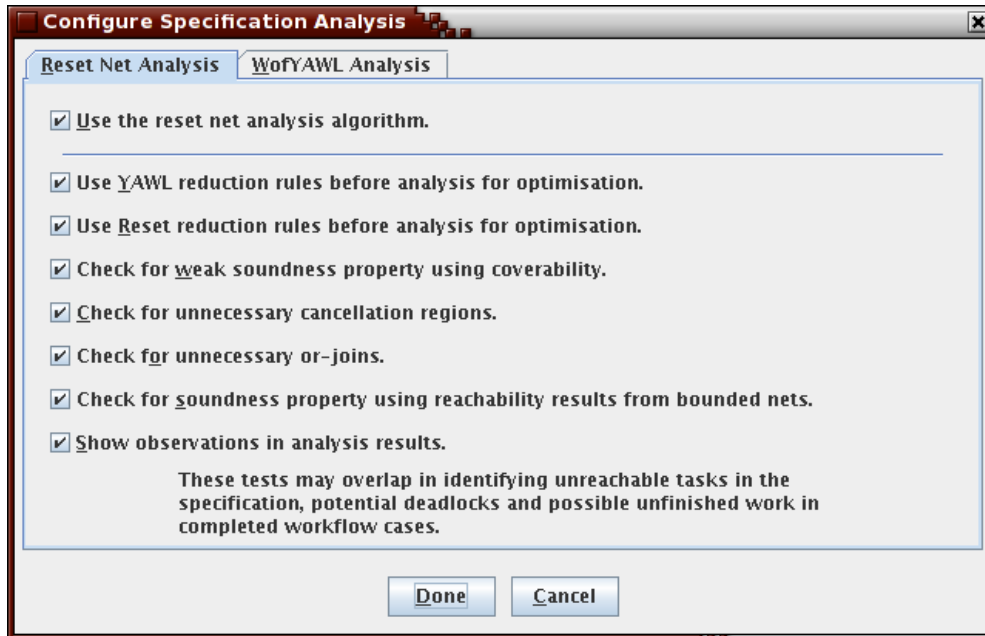 Configure Specification Analysis
Reset Net Analysis
WofYAWL Analysis
Use the reset net analysis algorithm.
Use YAWL reduction rules before analysis for optimisation.
Use Reset reduction rules before analysis for optimisation.
Check for weak soundness property using coverability.
Check for unnecessary cancellation regions.
Check for unnecessary or-joins.
Check for soundness property using reachability results from bounded nets.
Show observations in analysis results.
These tests may overlap in identifying unreachable tasks in the
specification, potential deadlocks and possible unfinished work in
completed workflow cases.
Done
Cancel